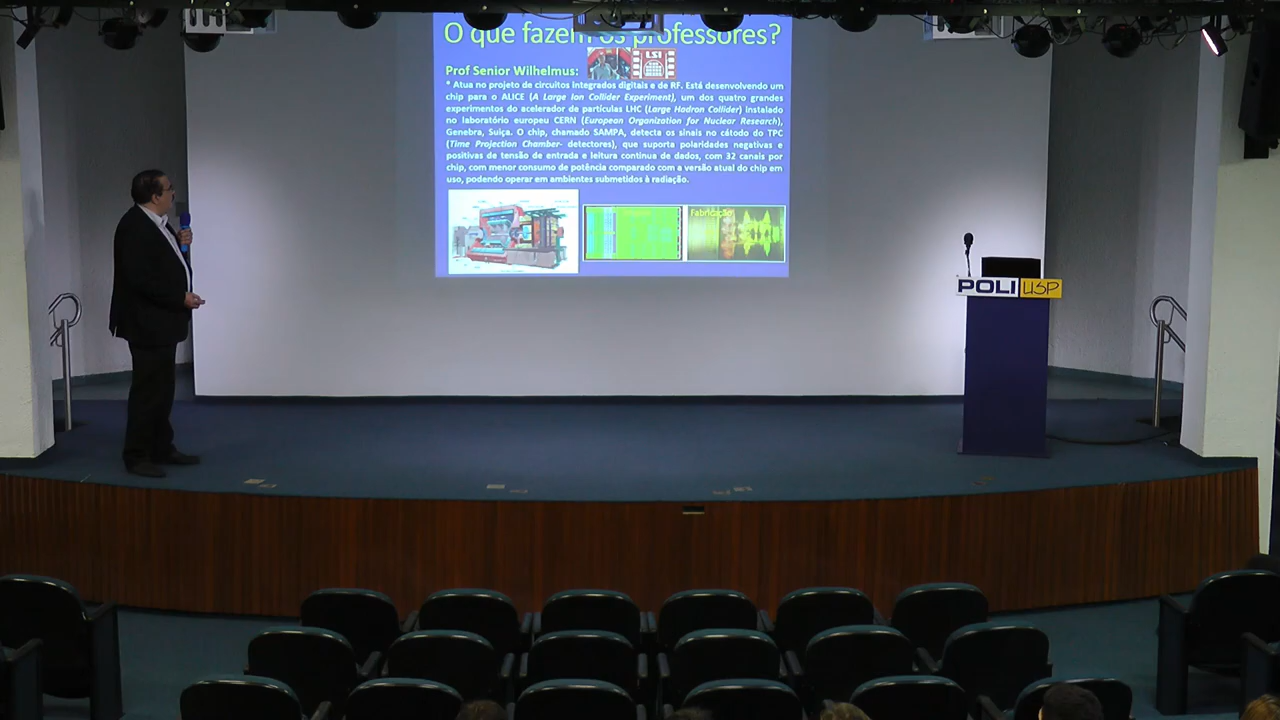 O que fazem os professores?
LSI
Prof Senior Wilhelmus:
* Atua no projeto de circuitos integrados digitais e de RF. Está desenvolvendo um
chip para o ALICE (A Large Ion Collider Experiment), um dos quatro grandes
experimentos do acelerador de partículas LHC (Large Hadron Collider) instalado
no laboratório europeu CERN (European Organization for Nuclear Research),
Genebra, Suiça. O chip, chamado SAMPA, detecta os sinais no cátodo do TPC
(Time Projection Chamber- detectores), que suporta polaridades negativas e
positivas de tensão de entrada e leitura contínua de dados, com 32 canais por
chip, com menor consumo de potência comparado com a versão atual do chip em
uso, podendo operar em ambientes submetidos à radiação.
Fabricação
POLI USP